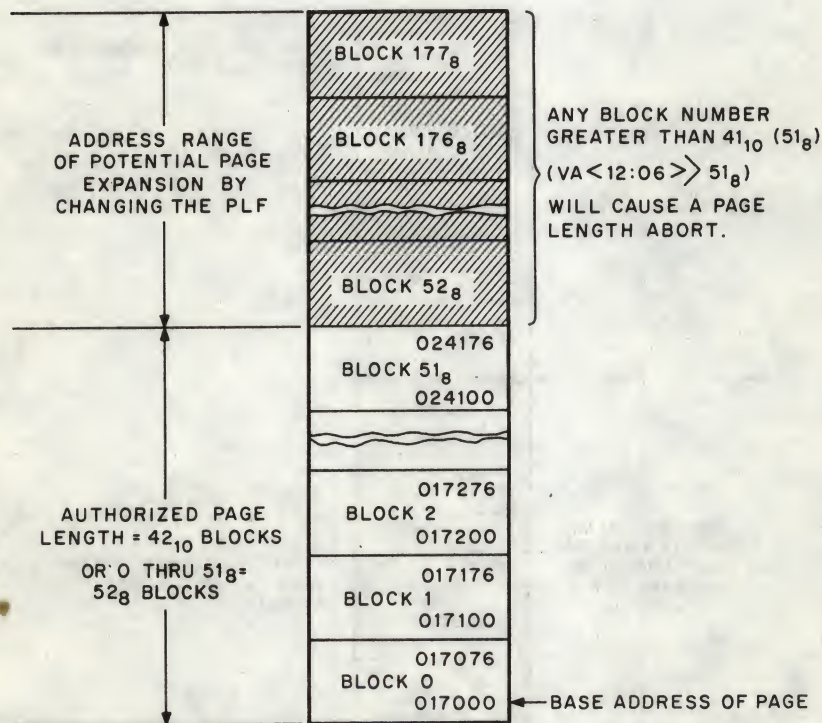 BLOCK 177₈
BLOCK 176₈
BLOCK 52₈
024176
BLOCK 51₈
024100
017276
BLOCK 2
017200
017176
BLOCK 1
017100
017076
BLOCK 0
017000
BASE ADDRESS OF PAGE
ADDRESS RANGE
OF POTENTIAL PAGE
EXPANSION BY
CHANGING THE PLF
AUTHORIZED PAGE
LENGTH = 42₁₀ BLOCKS
OR 0 THRU 51₈=
52₈ BLOCKS
ANY BLOCK NUMBER
GREATER THAN 41₁₀ (51₈)
(VA<12:06>> 51₈)
WILL CAUSE A PAGE
LENGTH ABORT.